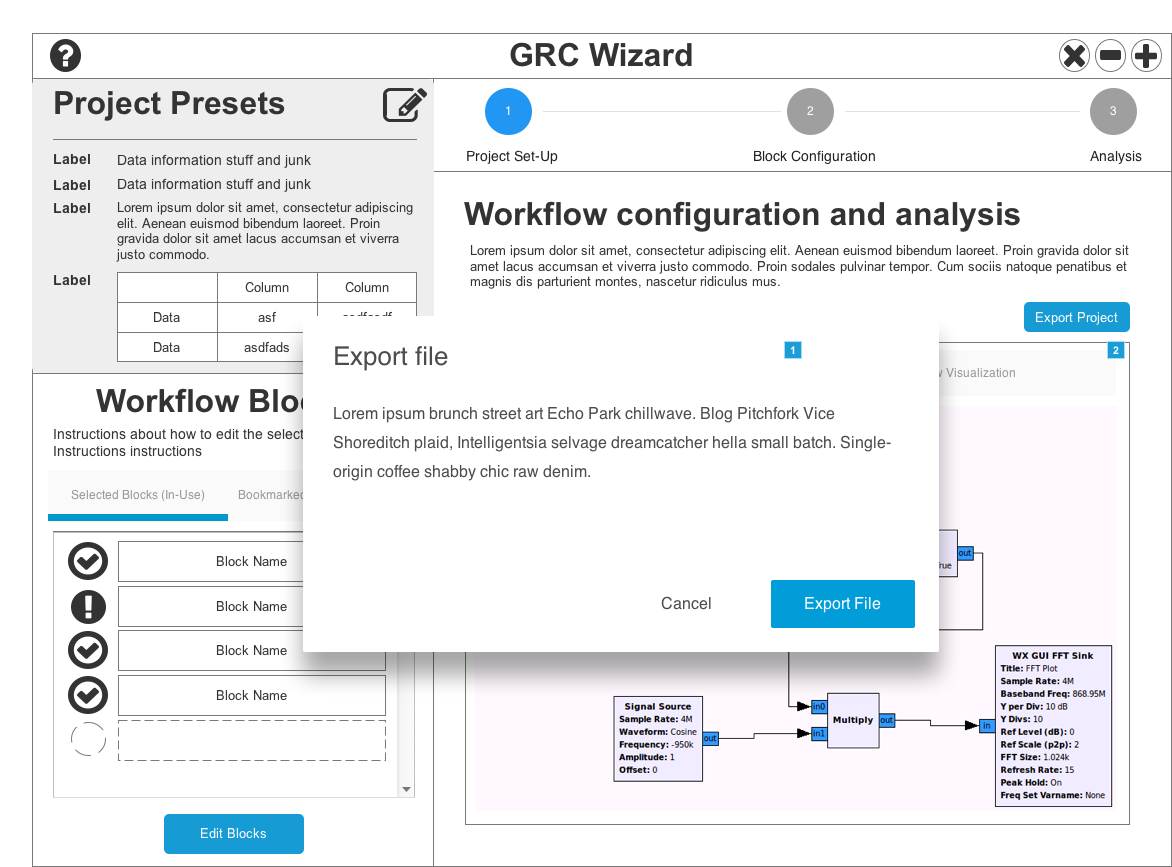 GRC Wizard
Project Presets
Label Data information stuff and junk
Label Data information stuff and junk
Label Lorem ipsum dolor sit amet, consectetur adipiscing
elit. Aenean euismod bibendum laoreet. Proin
gravida dolor sit amet lacus accumsan et viverra
justo commodo.
Label
Column Column
Data asf
Data asdfads
1 2 3
Project Set-Up Block Configuration Analysis
Workflow configuration and analysis
Lorem ipsum dolor sit amet, consectetur adipiscing elit. Aenean euismod bibendum laoreet. Proin gravida dolor sit
amet lacus accumsan et viverra justo commodo. Proin sodales pulvinar tempor. Cum sociis natoque penatibus et
magnis dis parturient montes, nascetur ridiculus mus.
Export Project
Workflow
Instructions about how to edit the
Instructions instructions
Selected Blocks (In-Use)
Block Name
Block Name
Block Name
Block Name
Edit Blocks
Export file
1
2
Lorem ipsum brunch street art Echo Park chillwave. Blog Pitchfork Vice
Shoreditch plaid, Intelligentsia selvage dreamcatcher hella small batch. Single-
origin coffee shabby chic raw denim.
Cancel Export File
Visualization
out
Signal Source
Sample Rate: 4M
Waveform: Cosine
Frequency: -950k
Amplitude: 1
Offset: 0
out
in0
in1
Multiply
out
in
WX GUI FFT Sink
Title: FFT Plot
Sample Rate: 4M
Baseband Freq: 868.95M
Y per Div: 10 dB
Y Divs: 10
Ref Level (dB): 0
Ref Scale (p2p): 2
FFT Size: 1.024k
Refresh Rate: 15
Peak Hold: On
Freq Set Varname: None